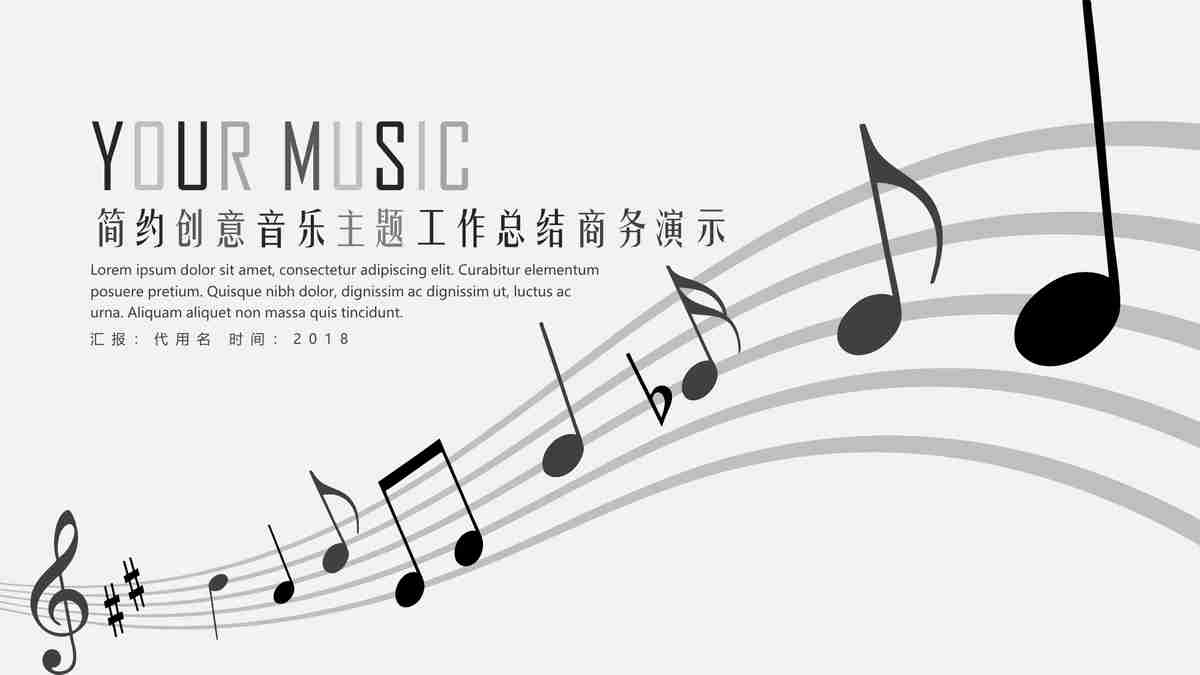 YOUR MUSIC
简约创意音乐主题工作总结商务演示
Lorem ipsum dolor sit amet, consectetur adipiscing elit. Curabitur elementum
posuere pretium. Quisque nibh dolor, dignissim ac dignissim ut, luctus ac
urna. Aliquam aliquet non massa quis tincidunt.
汇报：代用名 时间：2018